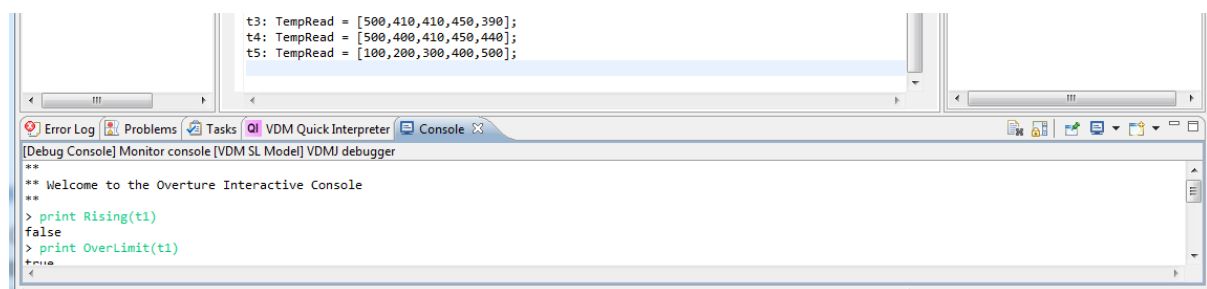 t3: TempRead = [500,410,410,450,390];
t4: TempRead = [500,400,410,450,440];
t5: TempRead = [100,200,300,400,500];
Error Log Problems Tasks QI VDM Quick Interpreter Console
[Debug Console] Monitor console [VDM SL Model] VDMJ debugger
**
** Welcome to the Overture Interactive Console
**
> print Rising(t1)
false
> print OverLimit(t1)
true